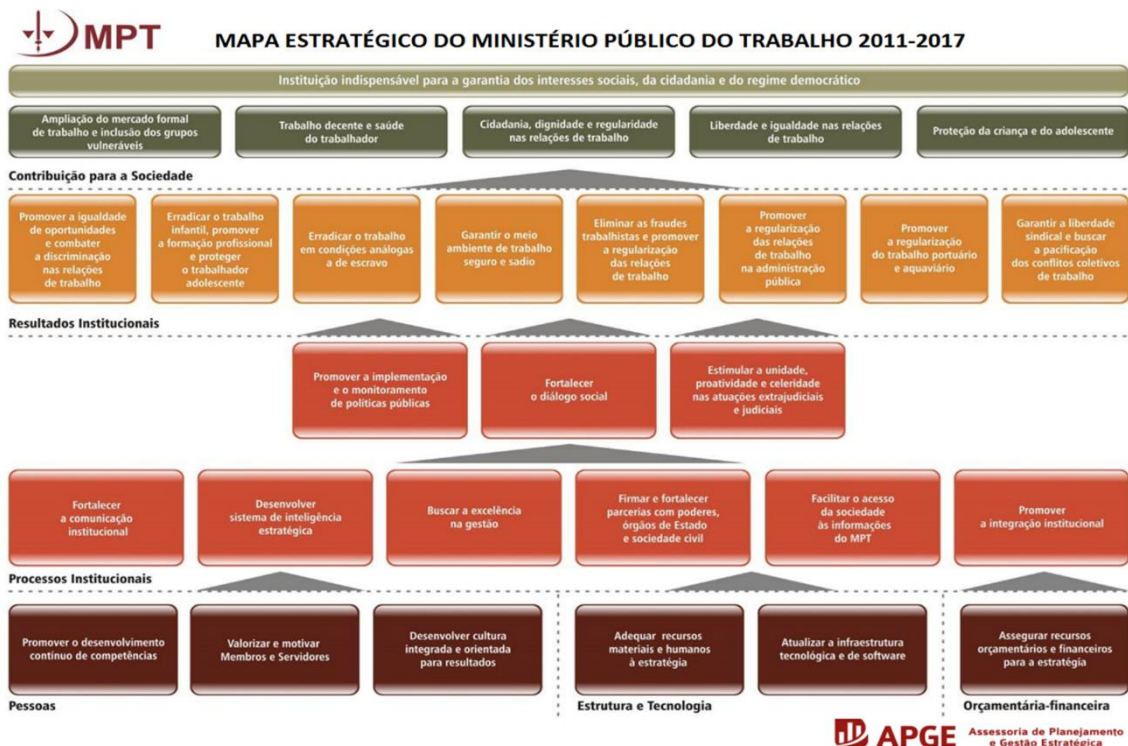 MPT
MAPA ESTRATÉGICO DO MINISTÉRIO PÚBLICO DO TRABALHO 2011-2017
Instituição indispensável para a garantia dos interesses sociais, da cidadania e do regime democrático
Ampliação do mercado formal
de trabalho e inclusão dos grupos
vulneráveis
Trabalho decente e saúde
do trabalhador
Cidadania, dignidade e regularidade
nas relações de trabalho
Liberdade e igualdade nas relações
de trabalho
Proteção da criança e do adolescente
Contribuição para a Sociedade
Promover a igualdade
de oportunidades
e combater
a discriminação
nas relações
de trabalho
Erradicar o trabalho
infantil, promover
a formação profissional
e proteger
o trabalhador
adolescente
Erradicar o trabalho
em condições análogas
a de escravo
Garantir o meio
ambiente de trabalho
seguro e sadio
Eliminar as fraudes
trabalhistas e promover
a regularização
das relações
de trabalho
Promover
a regularização
das relações
de trabalho
na administração
pública
Promover
a regularização
do trabalho portuário
e aquaviário
Garantir a liberdade
sindical e buscar
a pacificação
dos conflitos coletivos
de trabalho
Resultados Institucionais
Promover a implementação
e o monitoramento
de políticas públicas
Fortalecer
o diálogo social
Estimular a unidade,
proatividade e celeridade
nas atuações extrajudiciais
e judiciais
Fortalecer
a comunicação
institucional
Desenvolver
sistema de inteligência
estratégica
Buscar a excelência
na gestão
Firmar e fortalecer
parcerias com poderes,
órgãos de Estado
e sociedade civil
Facilitar o acesso
da sociedade
às informações
do MPT
Promover
a integração institucional
Processos Institucionais
Promover o desenvolvimento
contínuo de competências
Valorizar e motivar
Membros e Servidores
Desenvolver cultura
integrada e orientada
para resultados
Adequar recursos
materiais e humanos
à estratégia
Atualizar a infraestrutura
tecnológica e de software
Assegurar recursos
orçamentários e financeiros
para a estratégia
Pessoas
Estrutura e Tecnologia
Orçamentária-financeira
APGE
Assessoria de Planejamento
e Gestão Estratégica